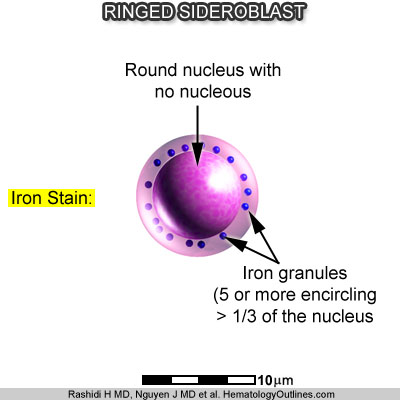 RINGED SIDEROBLAST
Round nucleus with
no nucleous
Iron Stain:
Iron granules
(5 or more encircling
> 1/3 of the nucleus
10µm
Rashidi H MD, Nguyen J MD et al. HematologyOutlines.com